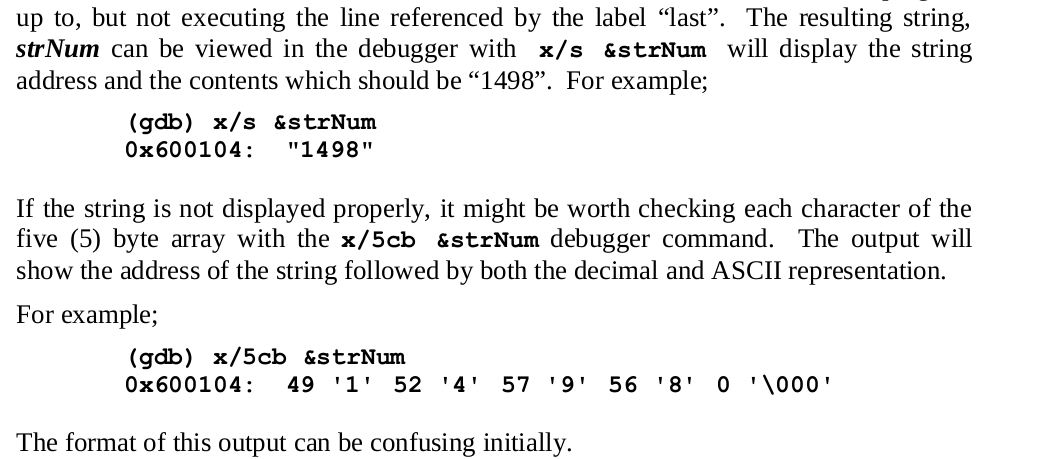 up to, but not executing the line referenced by the label “last”. The resulting string,
strNum can be viewed in the debugger with x/s &strNum will display the string
address and the contents which should be “1498”. For example;
(gdb) x/s &strNum
0x600104: "1498"
If the string is not displayed properly, it might be worth checking each character of the
five (5) byte array with the x/5cb &strNum debugger command. The output will
show the address of the string followed by both the decimal and ASCII representation.
For example;
(gdb) x/5cb &strNum
0x600104: 49 '1' 52 '4' 57 '9' 56 '8' 0 '\000'
The format of this output can be confusing initially.